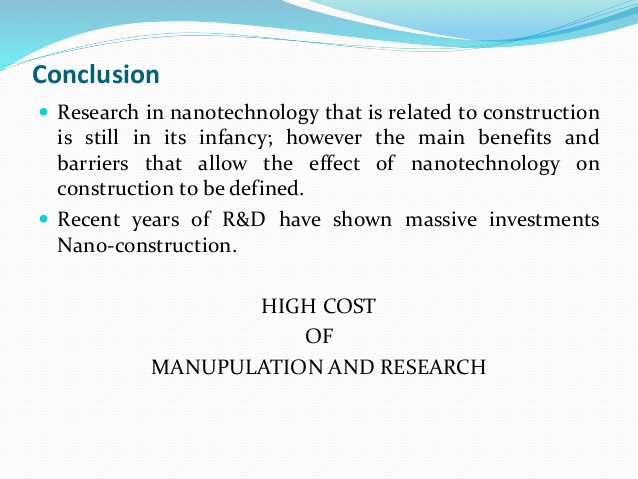 Conclusion
Research in nanotechnology that is related to construction
is still in its infancy; however the main benefits and
barriers that allow the effect of nanotechnology on
construction to be defined.
Recent years of R&D have shown massive investments
Nano-construction.
HIGH COST
OF
MANUPULATION AND RESEARCH